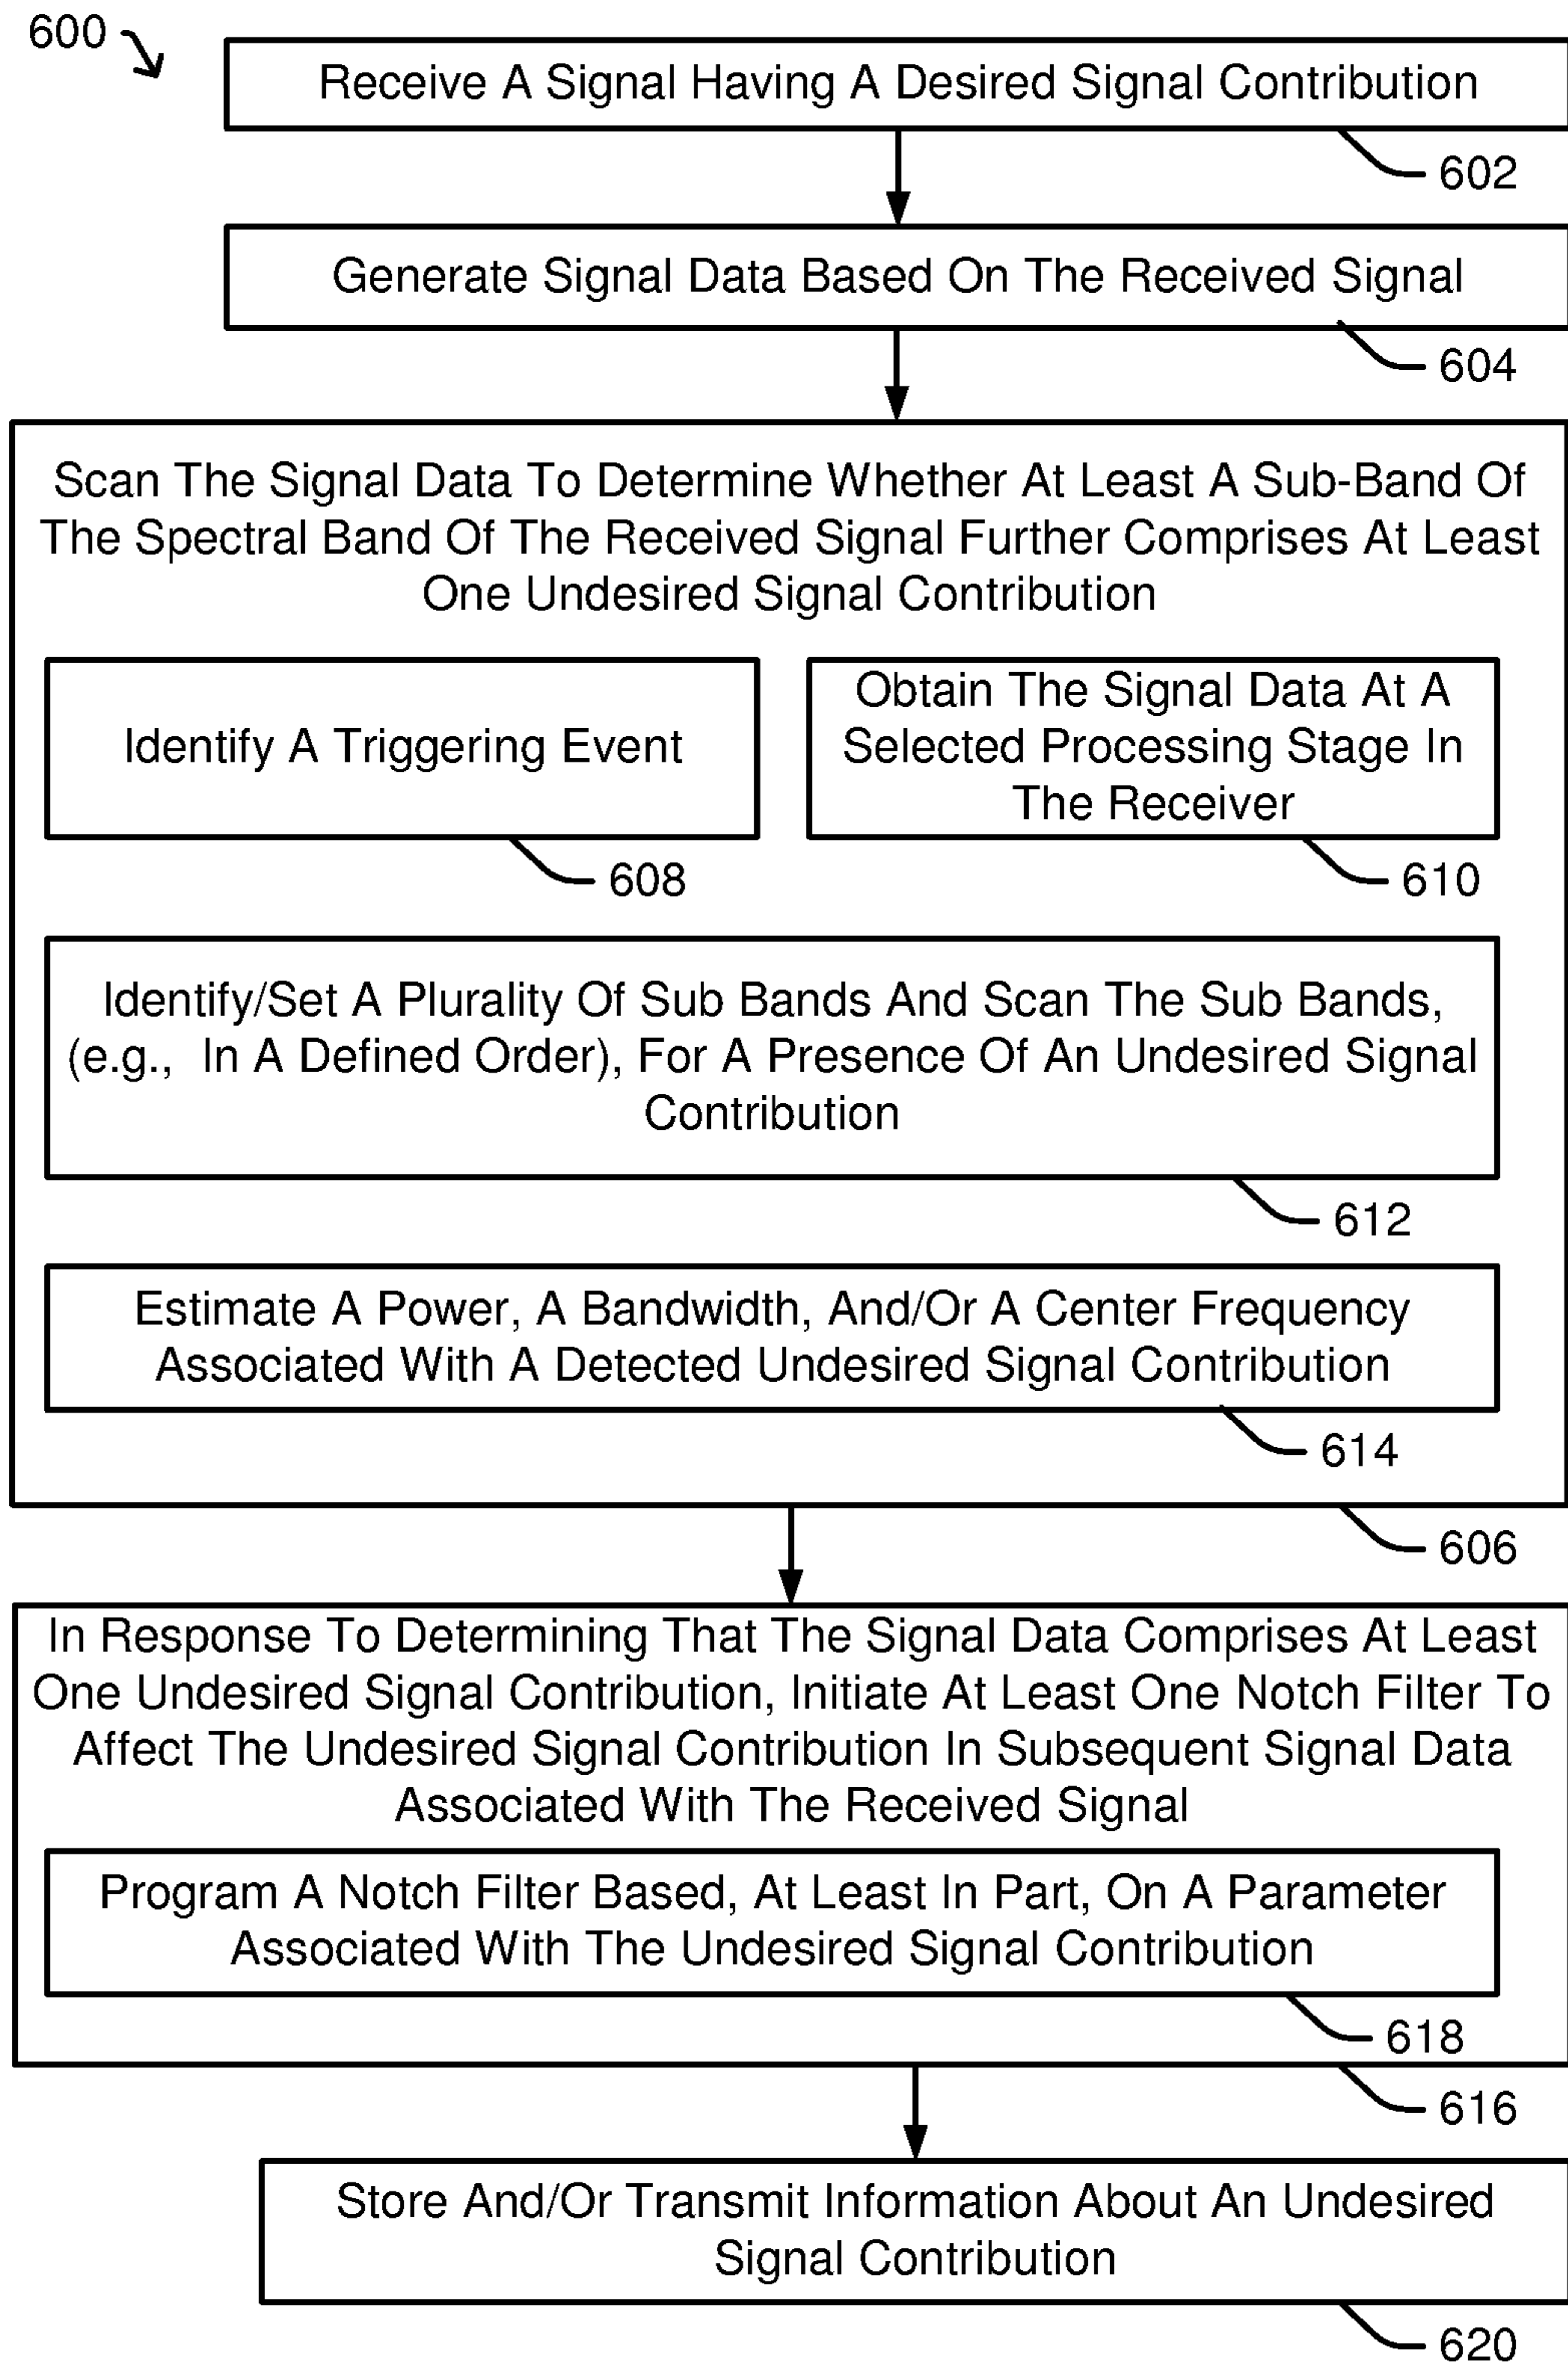 600
Receive A Signal Having A Desired Signal Contribution
602
Generate Signal Data Based On The Received Signal
604
Scan The Signal Data To Determine Whether At Least A Sub-Band Of
The Spectral Band Of The Received Signal Further Comprises At Least
One Undesired Signal Contribution
Identify A Triggering Event
608
Obtain The Signal Data At A
Selected Processing Stage In
The Receiver
610
Identify/Set A Plurality Of Sub Bands And Scan The Sub Bands,
(e.g., In A Defined Order), For A Presence Of An Undesired Signal
Contribution
612
Estimate A Power, A Bandwidth, And/Or A Center Frequency
Associated With A Detected Undesired Signal Contribution
614
606
In Response To Determining That The Signal Data Comprises At Least
One Undesired Signal Contribution, Initiate At Least One Notch Filter To
Affect The Undesired Signal Contribution In Subsequent Signal Data
Associated With The Received Signal
Program A Notch Filter Based, At Least In Part, On A Parameter
Associated With The Undesired Signal Contribution
618
616
Store And/Or Transmit Information About An Undesired
Signal Contribution
620